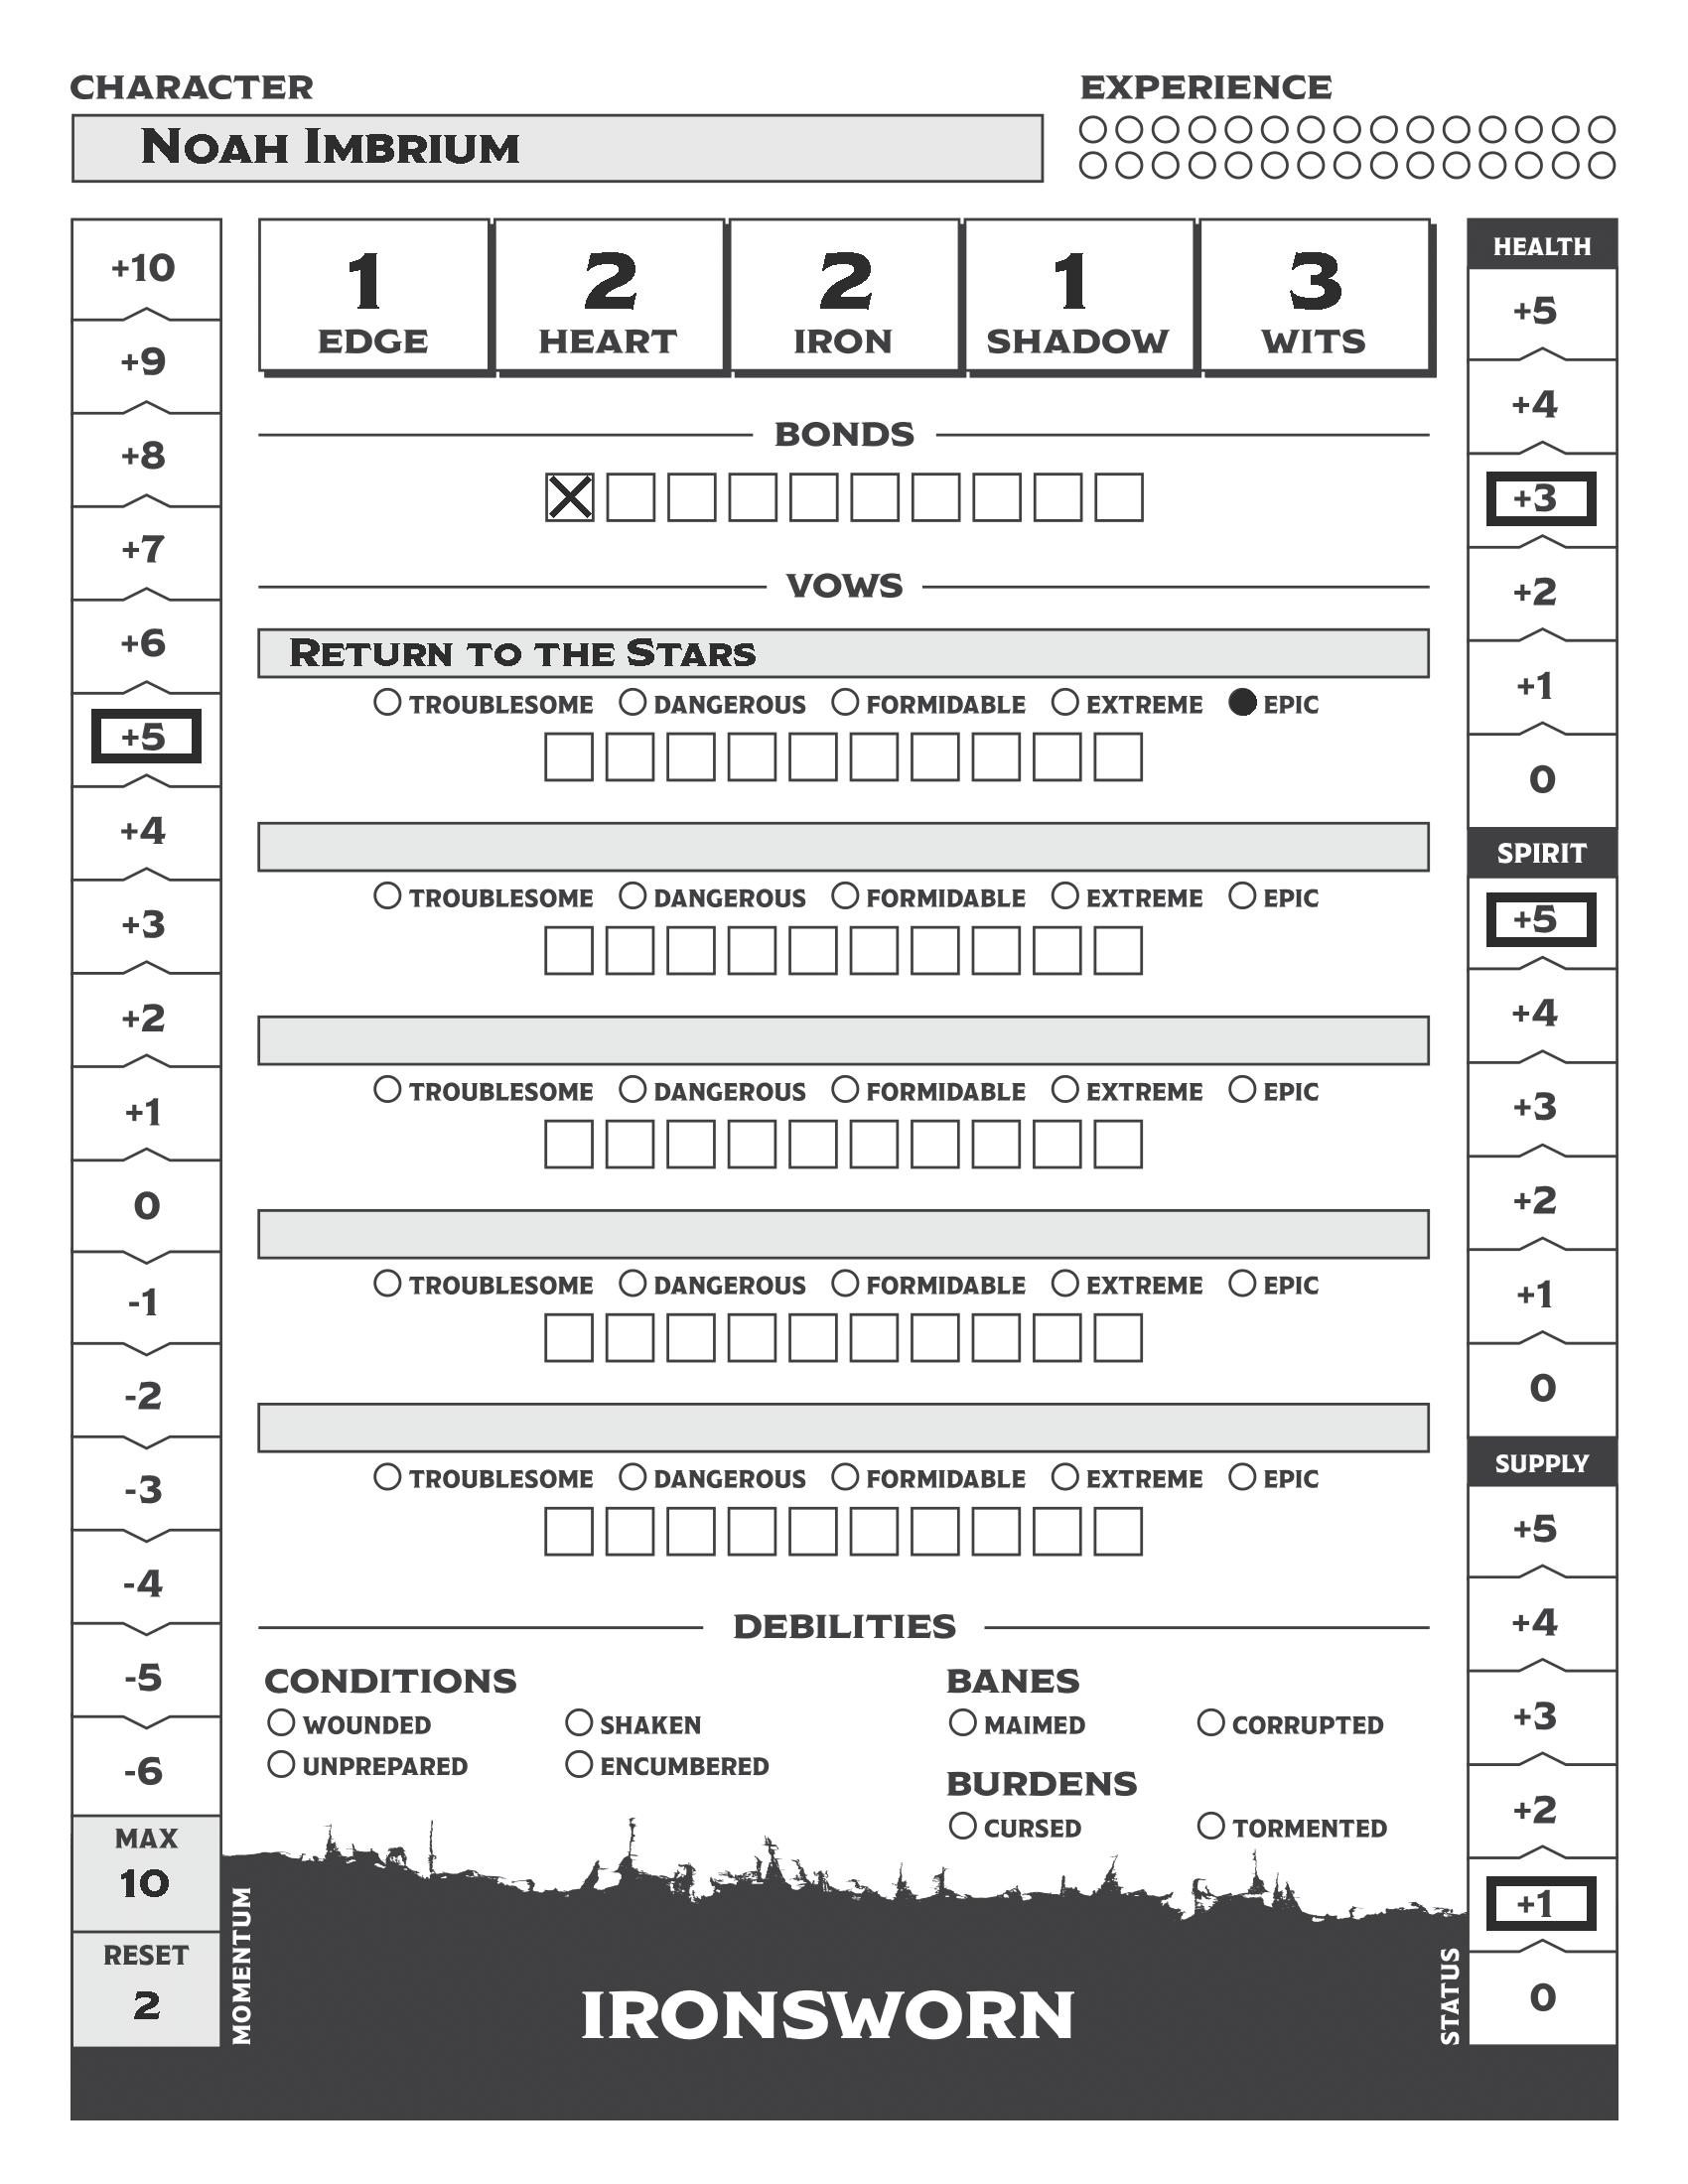 CHARACTER
EXPERIENCE
NOAH IMBRIUM
1 EDGE
2 HEART
2 IRON
1 SHADOW
3 WITS
BONDS
VOWS
RETURN TO THE STARS
TROUBLESOME DANGEROUS FORMIDABLE EXTREME EPIC
TROUBLESOME DANGEROUS FORMIDABLE EXTREME EPIC
TROUBLESOME DANGEROUS FORMIDABLE EXTREME EPIC
TROUBLESOME DANGEROUS FORMIDABLE EXTREME EPIC
TROUBLESOME DANGEROUS FORMIDABLE EXTREME EPIC
DEBILITIES
CONDITIONS
WOUNDED SHAKEN
UNPREPARED ENCUMBERED
BANES
MAIMED CORRUPTED
BURDENS
CURSED TORMENTED
+10
+9
+8
+7
+6
+5
+4
+3
+2
+1
0
-1
-2
-3
-4
-5
-6
MAX
10
RESET
2
MOMENTUM
HEALTH
+5
+4
+3
+2
+1
0
SPIRIT
+5
+4
+3
+2
+1
0
SUPPLY
+5
+4
+3
+2
+1
0
STATUS
IRONSWORN